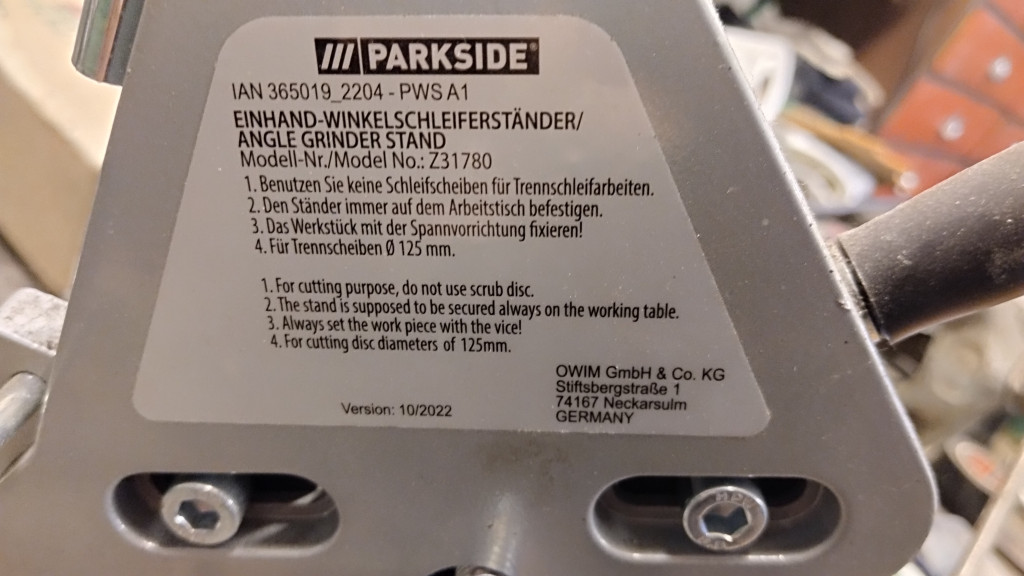 /// PARKSIDE®
IAN 365019_2204 - PWS A1
EINHAND-WINKELSCHLEIFERSTÄNDER/
ANGLE GRINDER STAND
Modell-Nr./Model No.: Z31780
1. Benutzen Sie keine Schleifscheiben für Trennschleifarbeiten.
2. Den Ständer immer auf dem Arbeitstisch befestigen.
3. Das Werkstück mit der Spannvorrichtung fixieren!
4. Für Trennscheiben Ø 125 mm.
1. For cutting purpose, do not use scrub disc.
2. The stand is supposed to be secured always on the working table.
3. Always set the work piece with the vice!
4. For cutting disc diameters of 125mm.
OWIM GmbH & Co. KG
Stiftsbergstraße 1
74167 Neckarsulm
GERMANY
Version: 10/2022